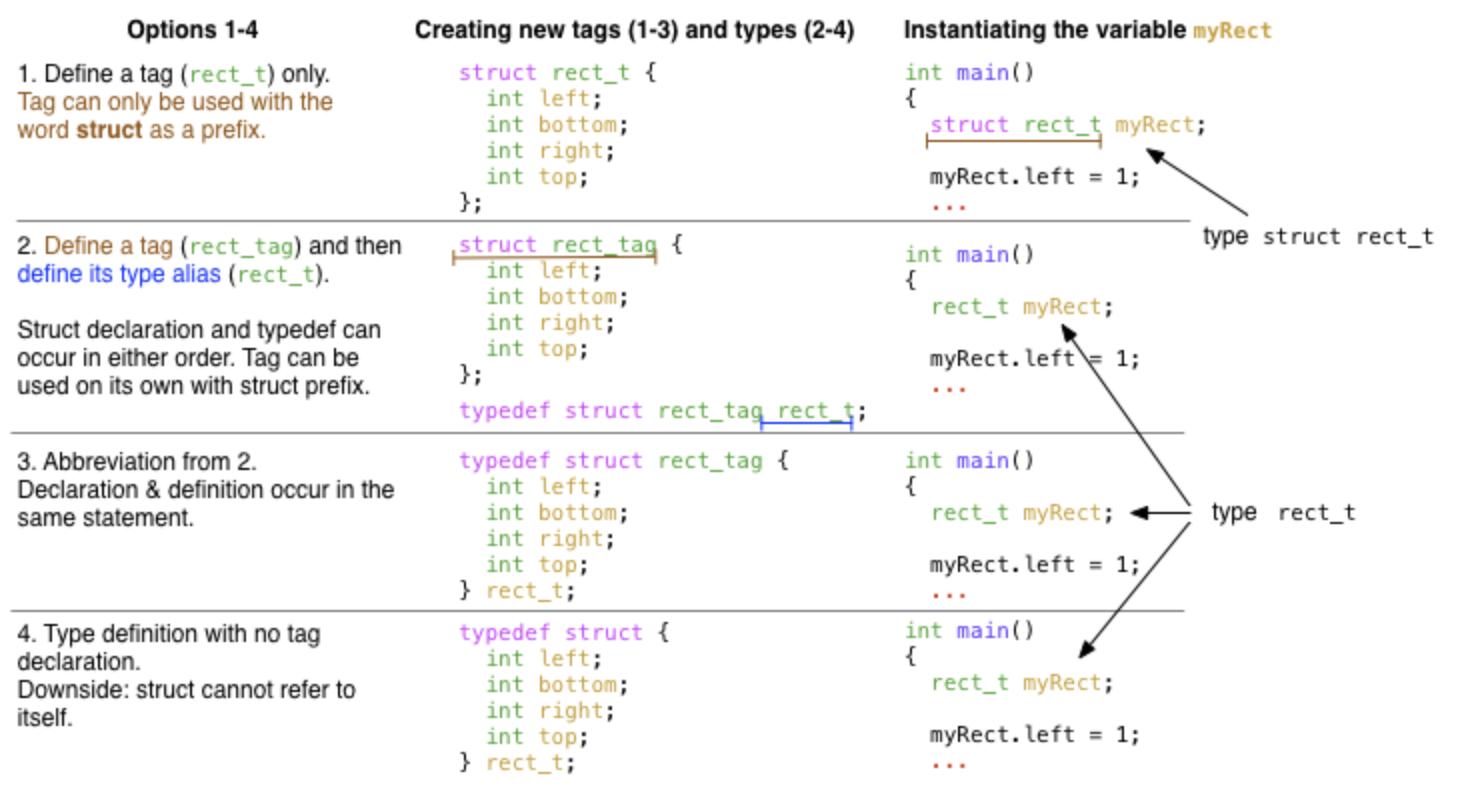 Options 1-4
Creating new tags (1-3) and types (2-4)
Instantiating the variable myRect
1. Define a tag (rect_t) only.
Tag can only be used with the
word struct as a prefix.
struct rect_t {
int left;
int bottom;
int right;
int top;
};
int main()
{
struct rect_t myRect;
myRect.left = 1;
...
type struct rect_t
2. Define a tag (rect_tag) and then
define its type alias (rect_t).
Struct declaration and typedef can
occur in either order. Tag can be
used on its own with struct prefix.
struct rect_tag {
int left;
int bottom;
int right;
int top;
};
typedef struct rect_tag rect_t;
int main()
{
rect_t myRect;
myRect.left = 1;
...
3. Abbreviation from 2.
Declaration & definition occur in the
same statement.
typedef struct rect_tag {
int left;
int bottom;
int right;
int top;
} rect_t;
int main()
{
rect_t myRect;
myRect.left = 1;
...
type rect_t
4. Type definition with no tag
declaration.
Downside: struct cannot refer to
itself.
typedef struct {
int left;
int bottom;
int right;
int top;
} rect_t;
int main()
{
rect_t myRect;
myRect.left = 1;
...